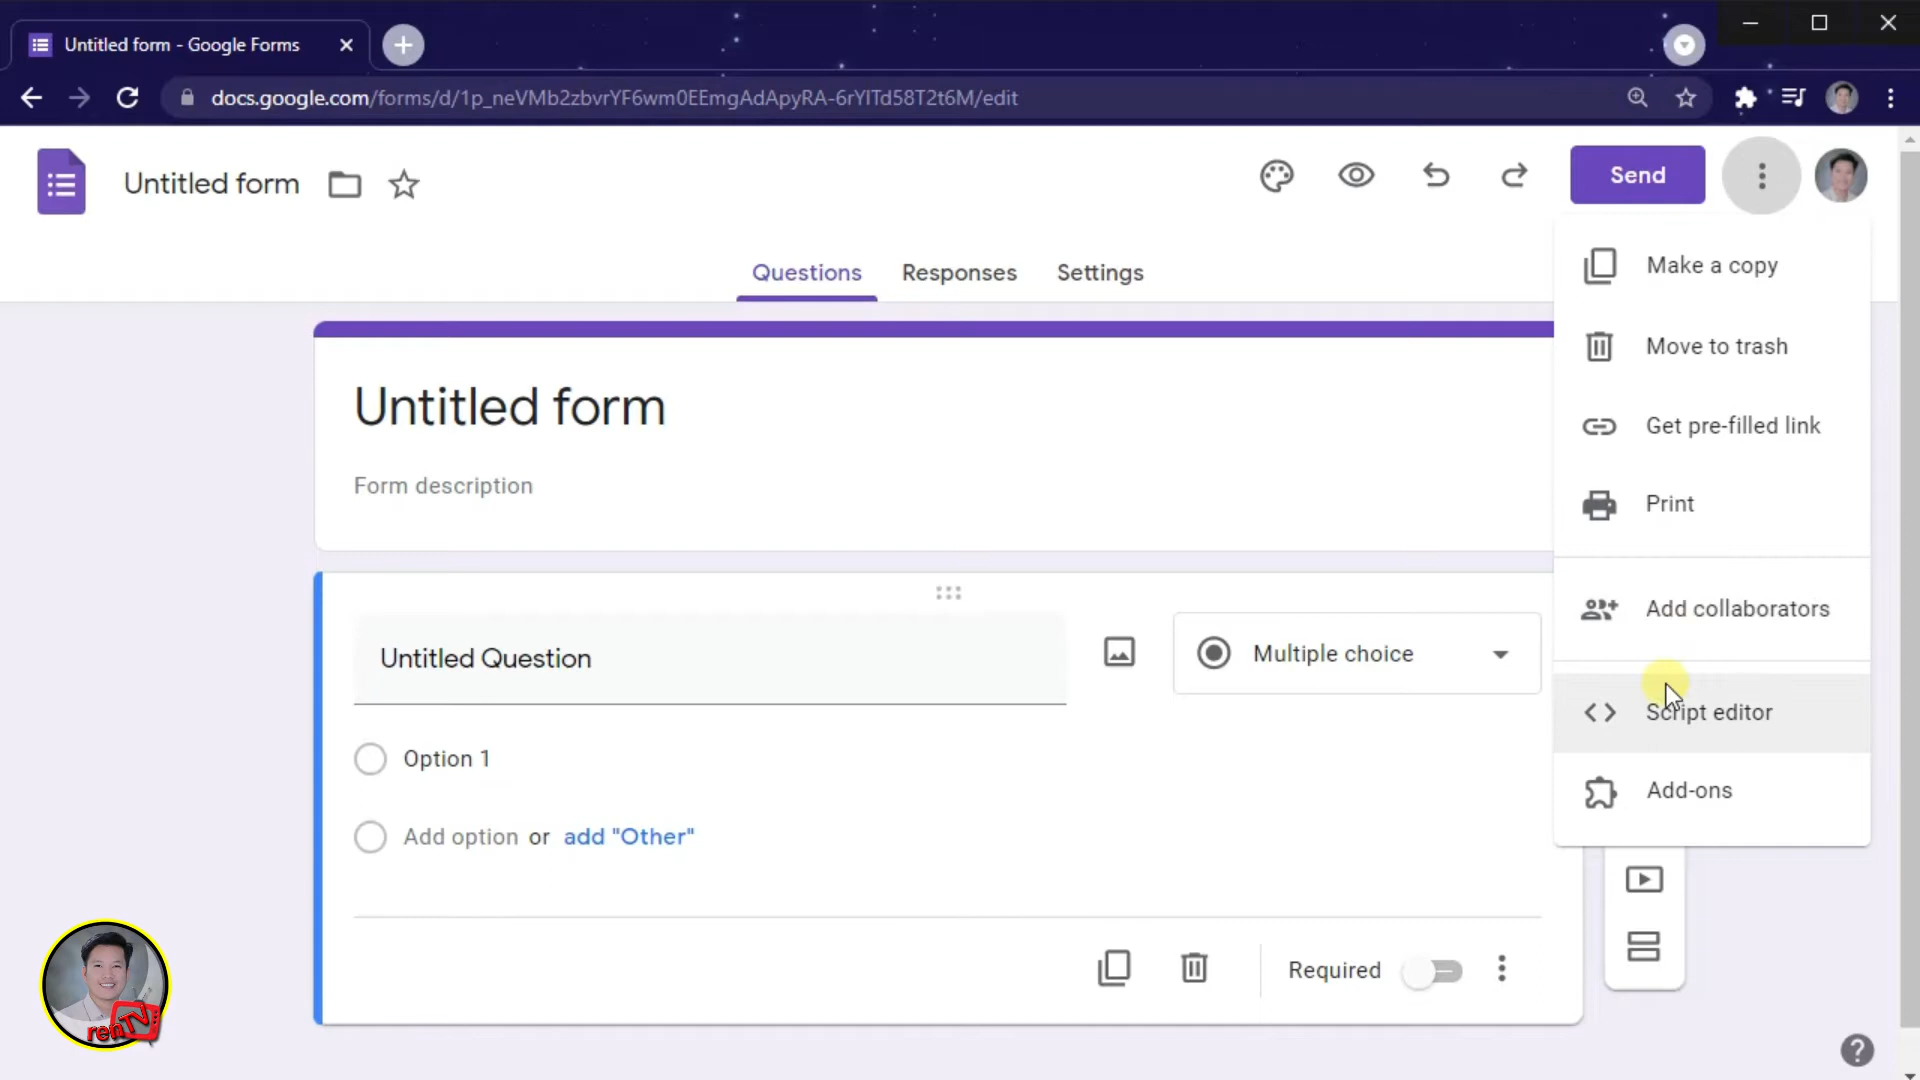 Untitled form - Google Forms
docs.google.com/forms/d/1p_neVMb2zbvrYF6wm0EEmgAdApyRA-6rYlTd58T2t6M/edit
Untitled form
Send
Questions Responses Settings
Make a copy
Move to trash
Get pre-filled link
Print
Add collaborators
Script editor
Add-ons
Untitled form
Form description
Untitled Question
Multiple choice
Option 1
Add option or add "Other"
Required
renTV